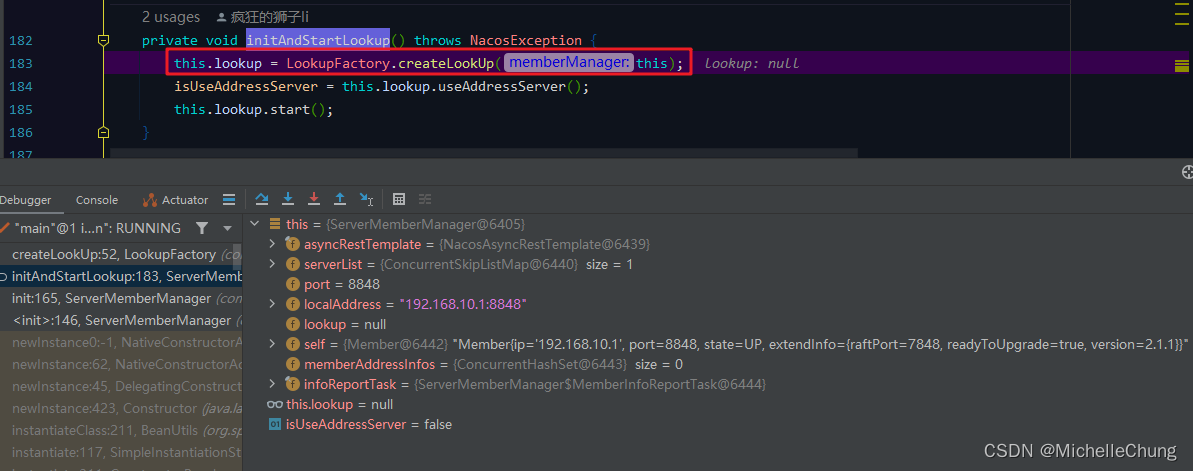 2 usages 疯狂的狮子li
182 private void initAndStartLookup() throws NacosException {
183 this.lookup = LookupFactory.createLookUp( memberManager: this); lookup: null
184 isUseAddressServer = this.lookup.useAddressServer();
185 this.lookup.start();
186 }
187
Debugger Console Actuator
"main"@1 i...n": RUNNING
createLookUp:52, LookupFactory (co
initAndStartLookup:183, ServerMemb
init:165, ServerMemberManager (con
<init>:146, ServerMemberManager (c
newInstance0:-1, NativeConstructorA
newInstance:62, NativeConstructorAc
newInstance:45, DelegatingConstruct
newInstance:423, Constructor (java.la
instantiateClass:211, BeanUtils (org.sp
instantiate:117, SimpleInstantiationSt
this = {ServerMemberManager@6405}
asyncRestTemplate = {NacosAsyncRestTemplate@6439}
serverList = {ConcurrentSkipListMap@6440} size = 1
port = 8848
localAddress = "192.168.10.1:8848"
lookup = null
self = {Member@6442} "Member{ip='192.168.10.1', port=8848, state=UP, extendInfo={raftPort=7848, readyToUpgrade=true, version=2.1.1}}"
memberAddressInfos = {ConcurrentHashSet@6443} size = 0
infoReportTask = {ServerMemberManager$MemberInfoReportTask@6444}
this.lookup = null
isUseAddressServer = false
CSDN @MichelleChung